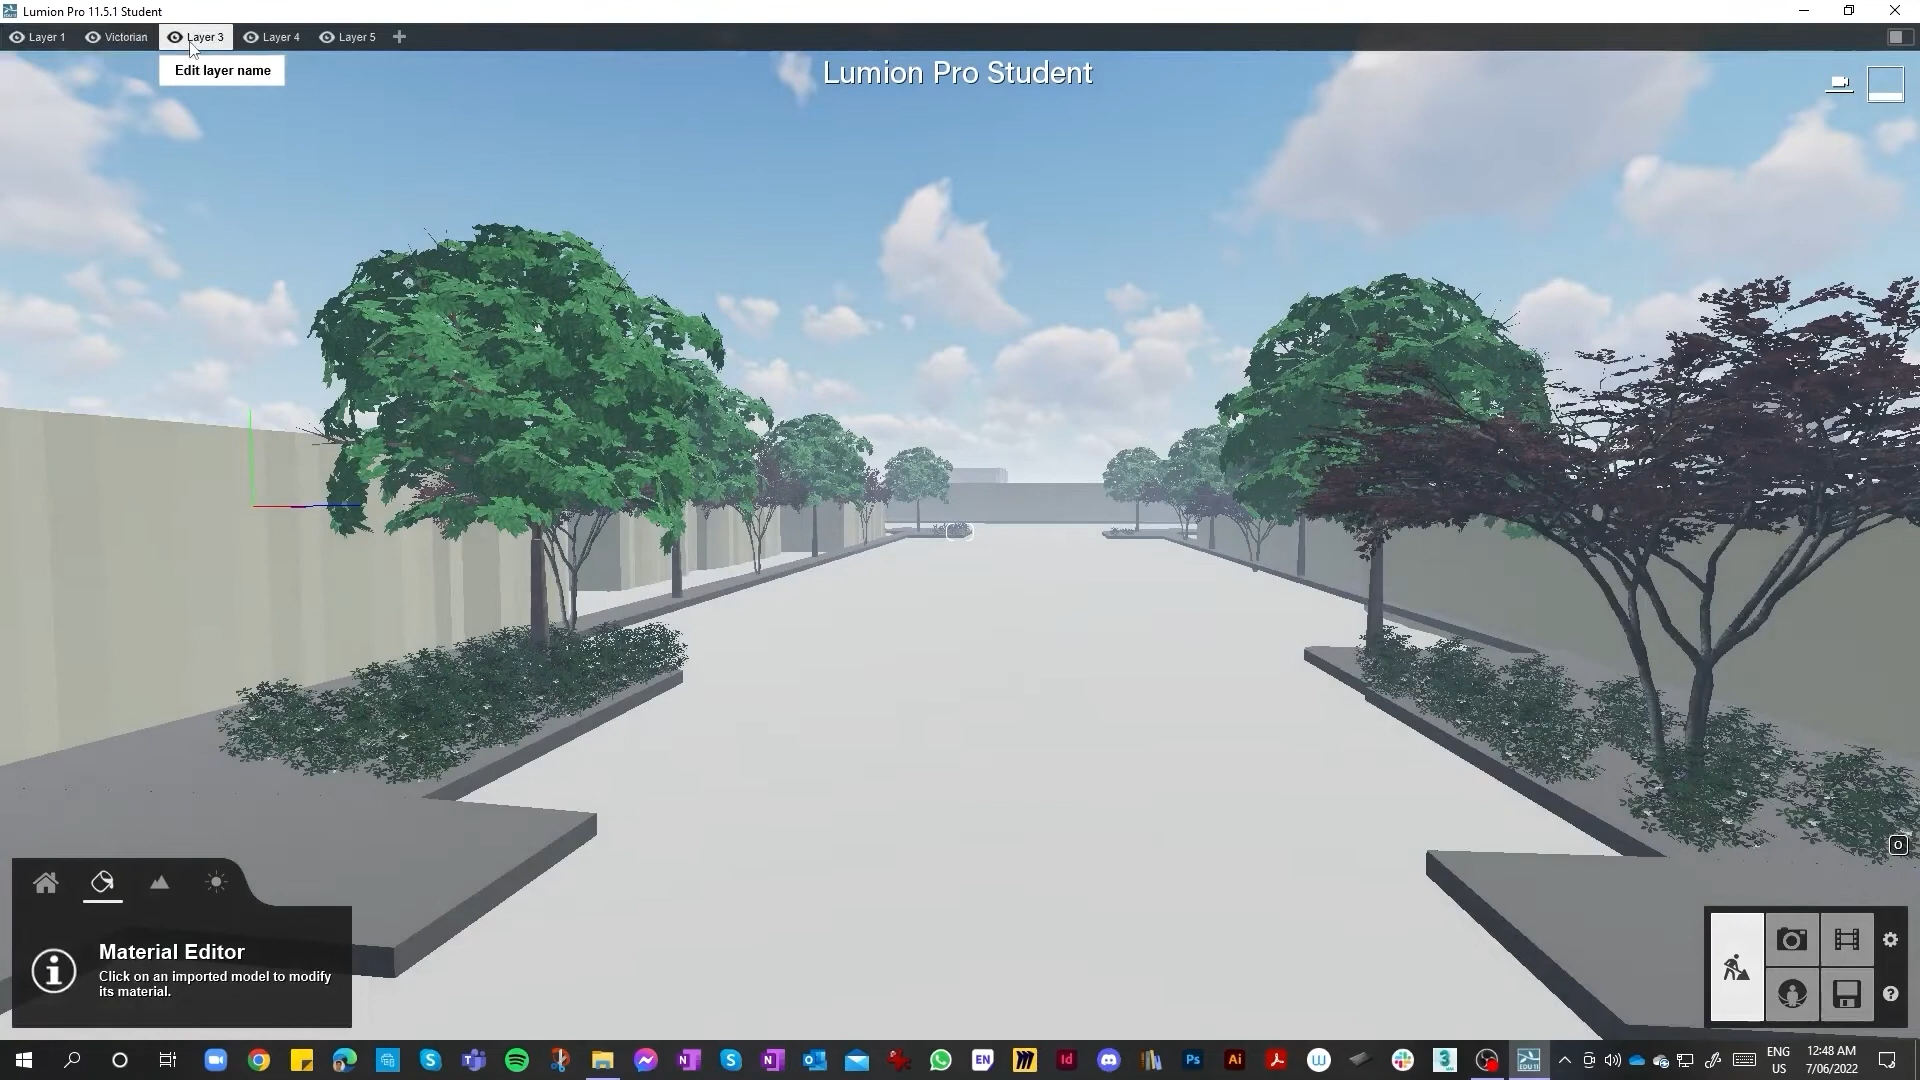 Lumion Pro 11.5.1 Student
Layer 1
Victorian
Layer 3
Layer 4
Layer 5
Edit layer name
Lumion Pro Student
O
Material Editor
Click on an imported model to modify
its material.
ENG
US
12:48 AM
7/06/2022